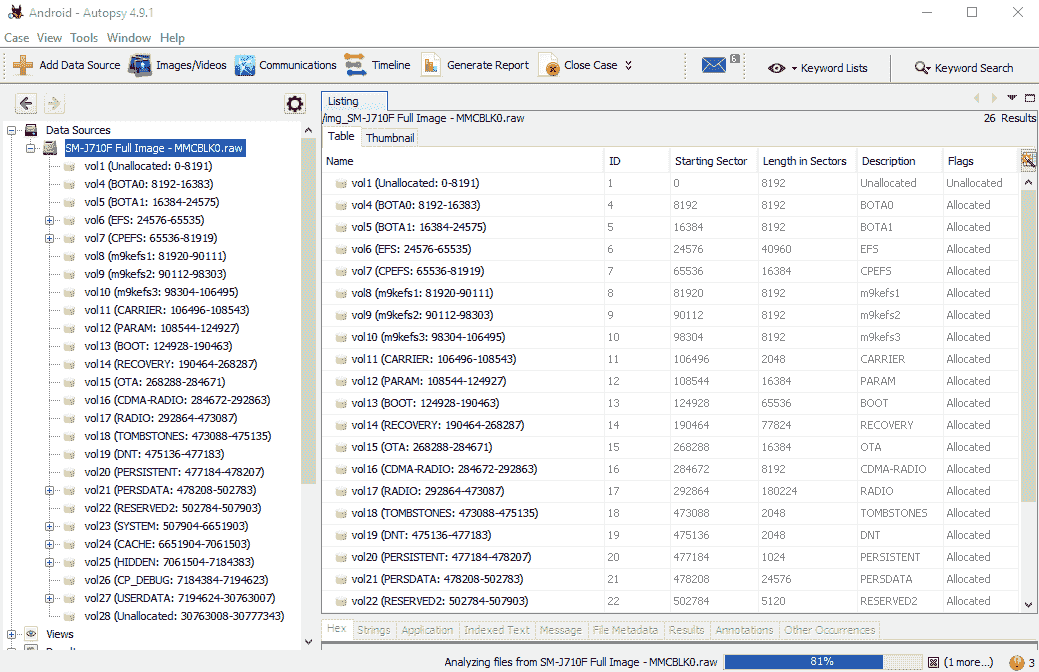 Android - Autopsy 4.9.1
Case View Tools Window Help
Add Data Source Images/Videos Communications Timeline Generate Report Close Case 6 Keyword Lists Keyword Search
Data Sources
SM-J710F Full Image - MMCBLK0.raw
vol1 (Unallocated: 0-8191)
vol4 (BOTA0: 8192-16383)
vol5 (BOTA1: 16384-24575)
vol6 (EFS: 24576-65535)
vol7 (CPEFS: 65536-81919)
vol8 (m9kefs1: 81920-90111)
vol9 (m9kefs2: 90112-98303)
vol10 (m9kefs3: 98304-106495)
vol11 (CARRIER: 106496-108543)
vol12 (PARAM: 108544-124927)
vol13 (BOOT: 124928-190463)
vol14 (RECOVERY: 190464-268287)
vol15 (OTA: 268288-284671)
vol16 (CDMA-RADIO: 284672-292863)
vol17 (RADIO: 292864-473087)
vol18 (TOMBSTONES: 473088-475135)
vol19 (DNT: 475136-477183)
vol20 (PERSISTENT: 477184-478207)
vol21 (PERSDATA: 478208-502783)
vol22 (RESERVED2: 502784-507903)
vol23 (SYSTEM: 507904-6651903)
vol24 (CACHE: 6651904-7061503)
vol25 (HIDDEN: 7061504-7184383)
vol26 (CP_DEBUG: 7184384-7194623)
vol27 (USERDATA: 7194624-30763007)
vol28 (Unallocated: 30763008-30777343)
Views
Listing
/img_SM-J710F Full Image - MMCBLK0.raw 26 Results
Table Thumbnail
Name ID Starting Sector Length in Sectors Description Flags
vol1 (Unallocated: 0-8191) 1 0 8192 Unallocated Unallocated
vol4 (BOTA0: 8192-16383) 4 8192 8192 BOTA0 Allocated
vol5 (BOTA1: 16384-24575) 5 16384 8192 BOTA1 Allocated
vol6 (EFS: 24576-65535) 6 24576 40960 EFS Allocated
vol7 (CPEFS: 65536-81919) 7 65536 16384 CPEFS Allocated
vol8 (m9kefs1: 81920-90111) 8 81920 8192 m9kefs1 Allocated
vol9 (m9kefs2: 90112-98303) 9 90112 8192 m9kefs2 Allocated
vol10 (m9kefs3: 98304-106495) 10 98304 8192 m9kefs3 Allocated
vol11 (CARRIER: 106496-108543) 11 106496 2048 CARRIER Allocated
vol12 (PARAM: 108544-124927) 12 108544 16384 PARAM Allocated
vol13 (BOOT: 124928-190463) 13 124928 65536 BOOT Allocated
vol14 (RECOVERY: 190464-268287) 14 190464 77824 RECOVERY Allocated
vol15 (OTA: 268288-284671) 15 268288 16384 OTA Allocated
vol16 (CDMA-RADIO: 284672-292863) 16 284672 8192 CDMA-RADIO Allocated
vol17 (RADIO: 292864-473087) 17 292864 180224 RADIO Allocated
vol18 (TOMBSTONES: 473088-475135) 18 473088 2048 TOMBSTONES Allocated
vol19 (DNT: 475136-477183) 19 475136 2048 DNT Allocated
vol20 (PERSISTENT: 477184-478207) 20 477184 1024 PERSISTENT Allocated
vol21 (PERSDATA: 478208-502783) 21 478208 24576 PERSDATA Allocated
vol22 (RESERVED2: 502784-507903) 22 502784 5120 RESERVED2 Allocated
Hex Strings Application Indexed Text Message File Metadata Results Annotations Other Occurrences
Analyzing files from SM-J710F Full Image - MMCBLK0.raw 81% (1 more...) 3